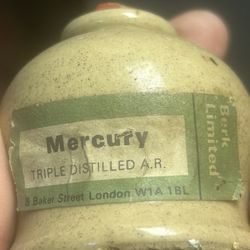 Mercury
TRIPLE DISTILLED A.R.
8 Baker Street London W1A 1BL
Berk
Limited.